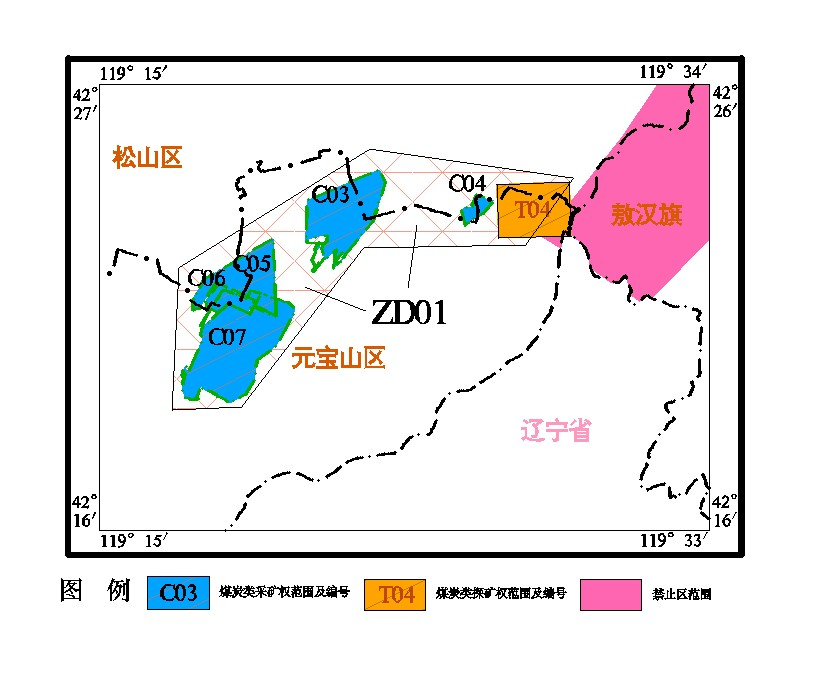 119° 15′
119° 34′
42°
27′
42°
26′
松山区
C03
C04
T04
敖汉旗
C06
C05
ZD01
C07
元宝山区
辽宁省
42°
16′
42°
16′
119° 15′
119° 33′
图 例
C03
煤炭类采矿权范围及编号
T04
煤炭类探矿权范围及编号
禁止区范围